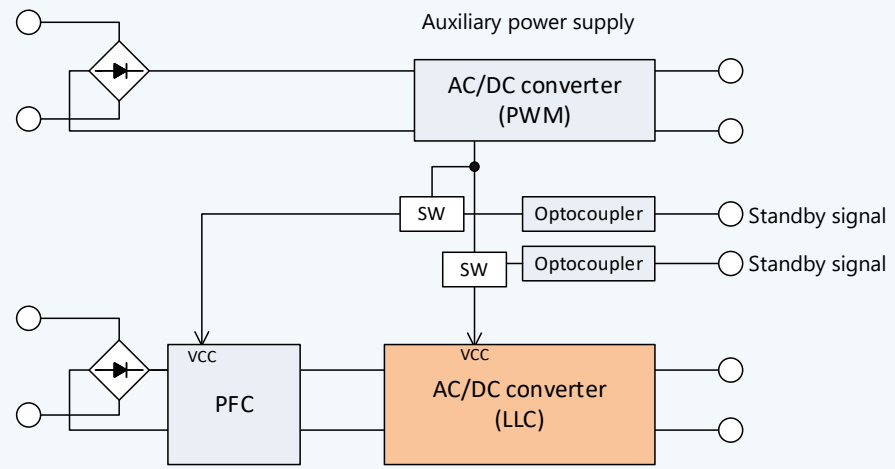 Auxiliary power supply
AC/DC converter
(PWM)
SW
Optocoupler
Standby signal
SW
Optocoupler
Standby signal
VCC
PFC
VCC
AC/DC converter
(LLC)